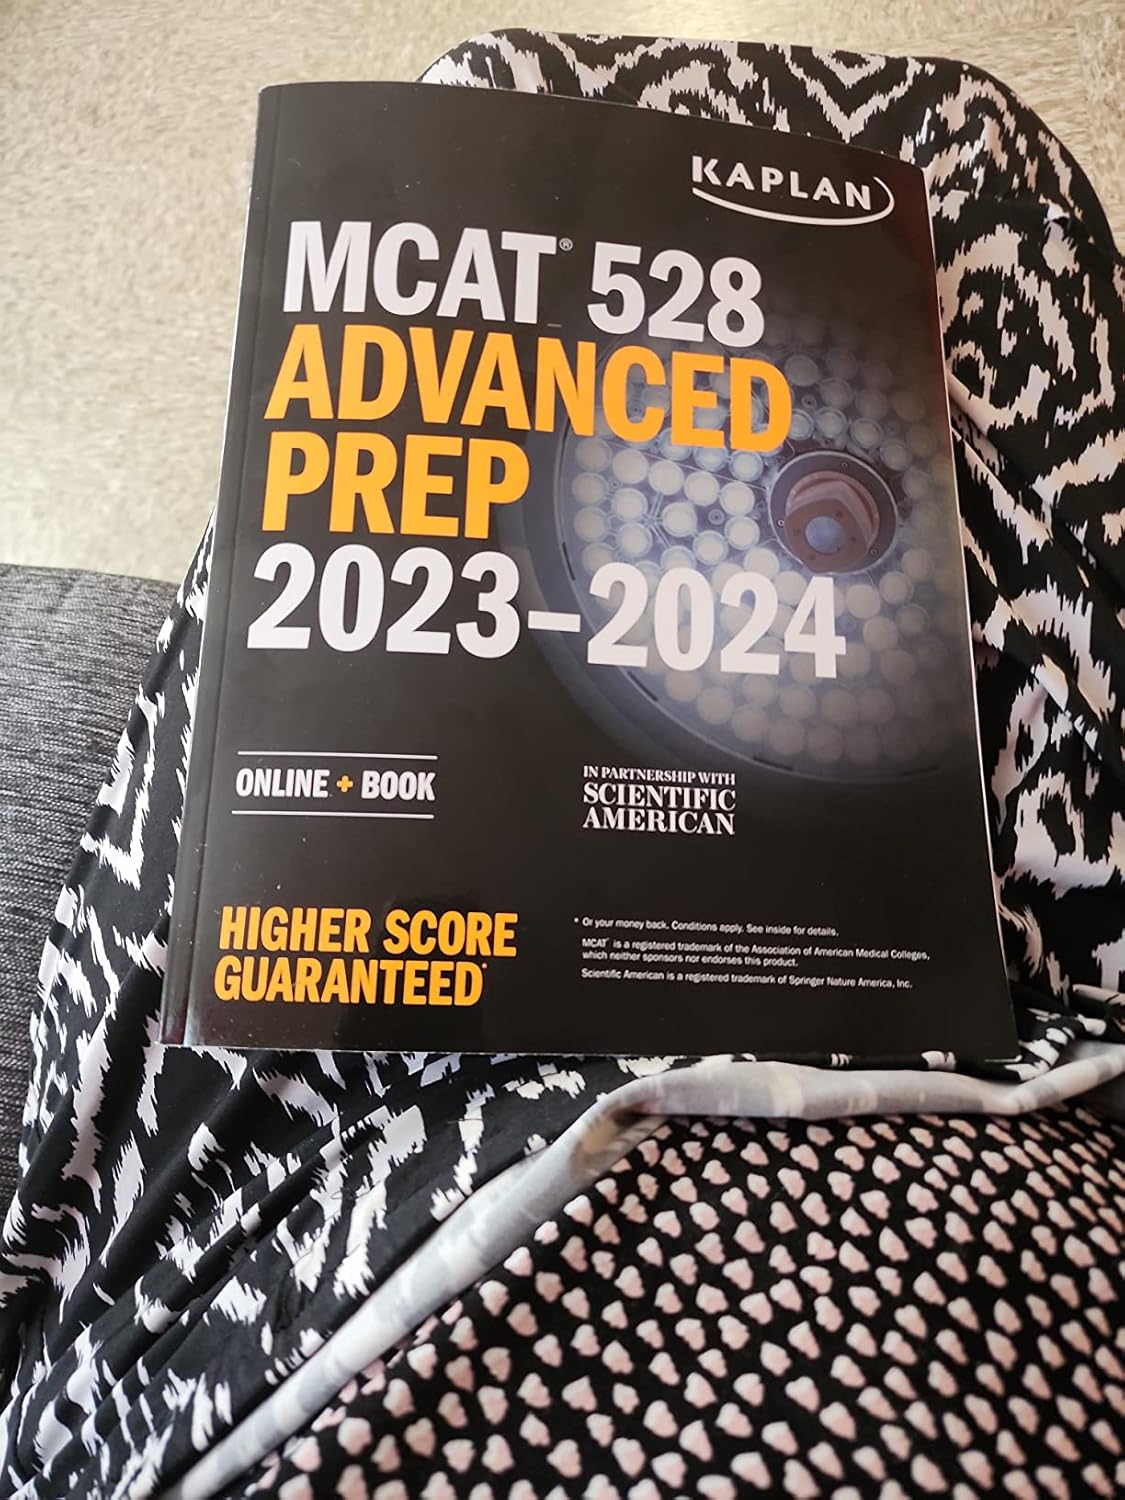 KAPLAN
MCAT® 528
ADVANCED
PREP
2023–2024
ONLINE + BOOK
IN PARTNERSHIP WITH
SCIENTIFIC
AMERICAN
HIGHER SCORE
GUARANTEED*
* Or your money back. Conditions apply. See inside for details.
MCAT® is a registered trademark of the Association of American Medical Colleges,
which neither sponsors nor endorses this product.
Scientific American is a registered trademark of Springer Nature America, Inc.